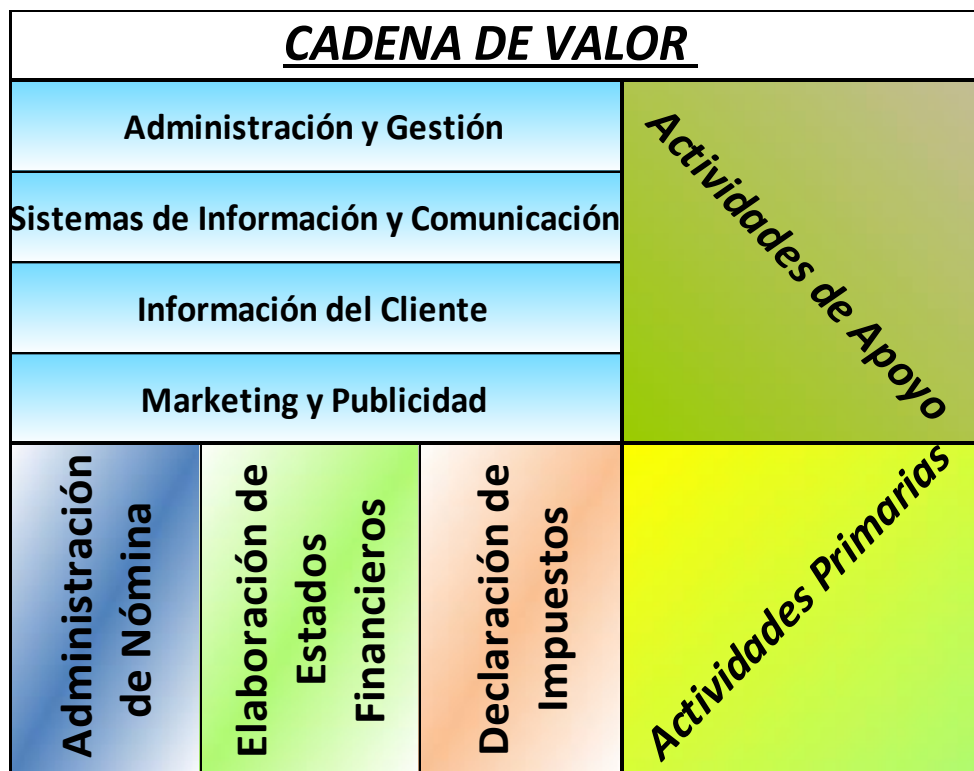 CADENA DE VALOR
Administración y Gestión
Sistemas de Información y Comunicación
Información del Cliente
Marketing y Publicidad
Actividades de Apoyo
Administración
de Nómina
Elaboración de
Estados
Financieros
Declaración de
Impuestos
Actividades Primarias